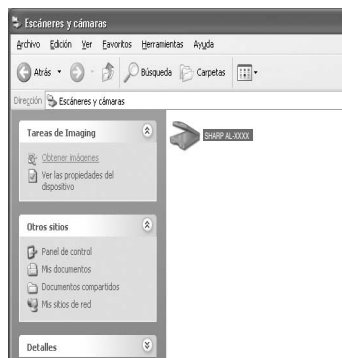 Escáneres y cámaras
Archivo Edición Ver Favoritos Herramientas Ayuda
Atrás Búsqueda Carpetas
Dirección Escáneres y cámaras
Tareas de Imaging
Obtener imágenes
Ver las propiedades del
dispositivo
Otros sitios
Panel de control
Mis documentos
Documentos compartidos
Mis sitios de red
Detalles
SHARP AL-XXXX